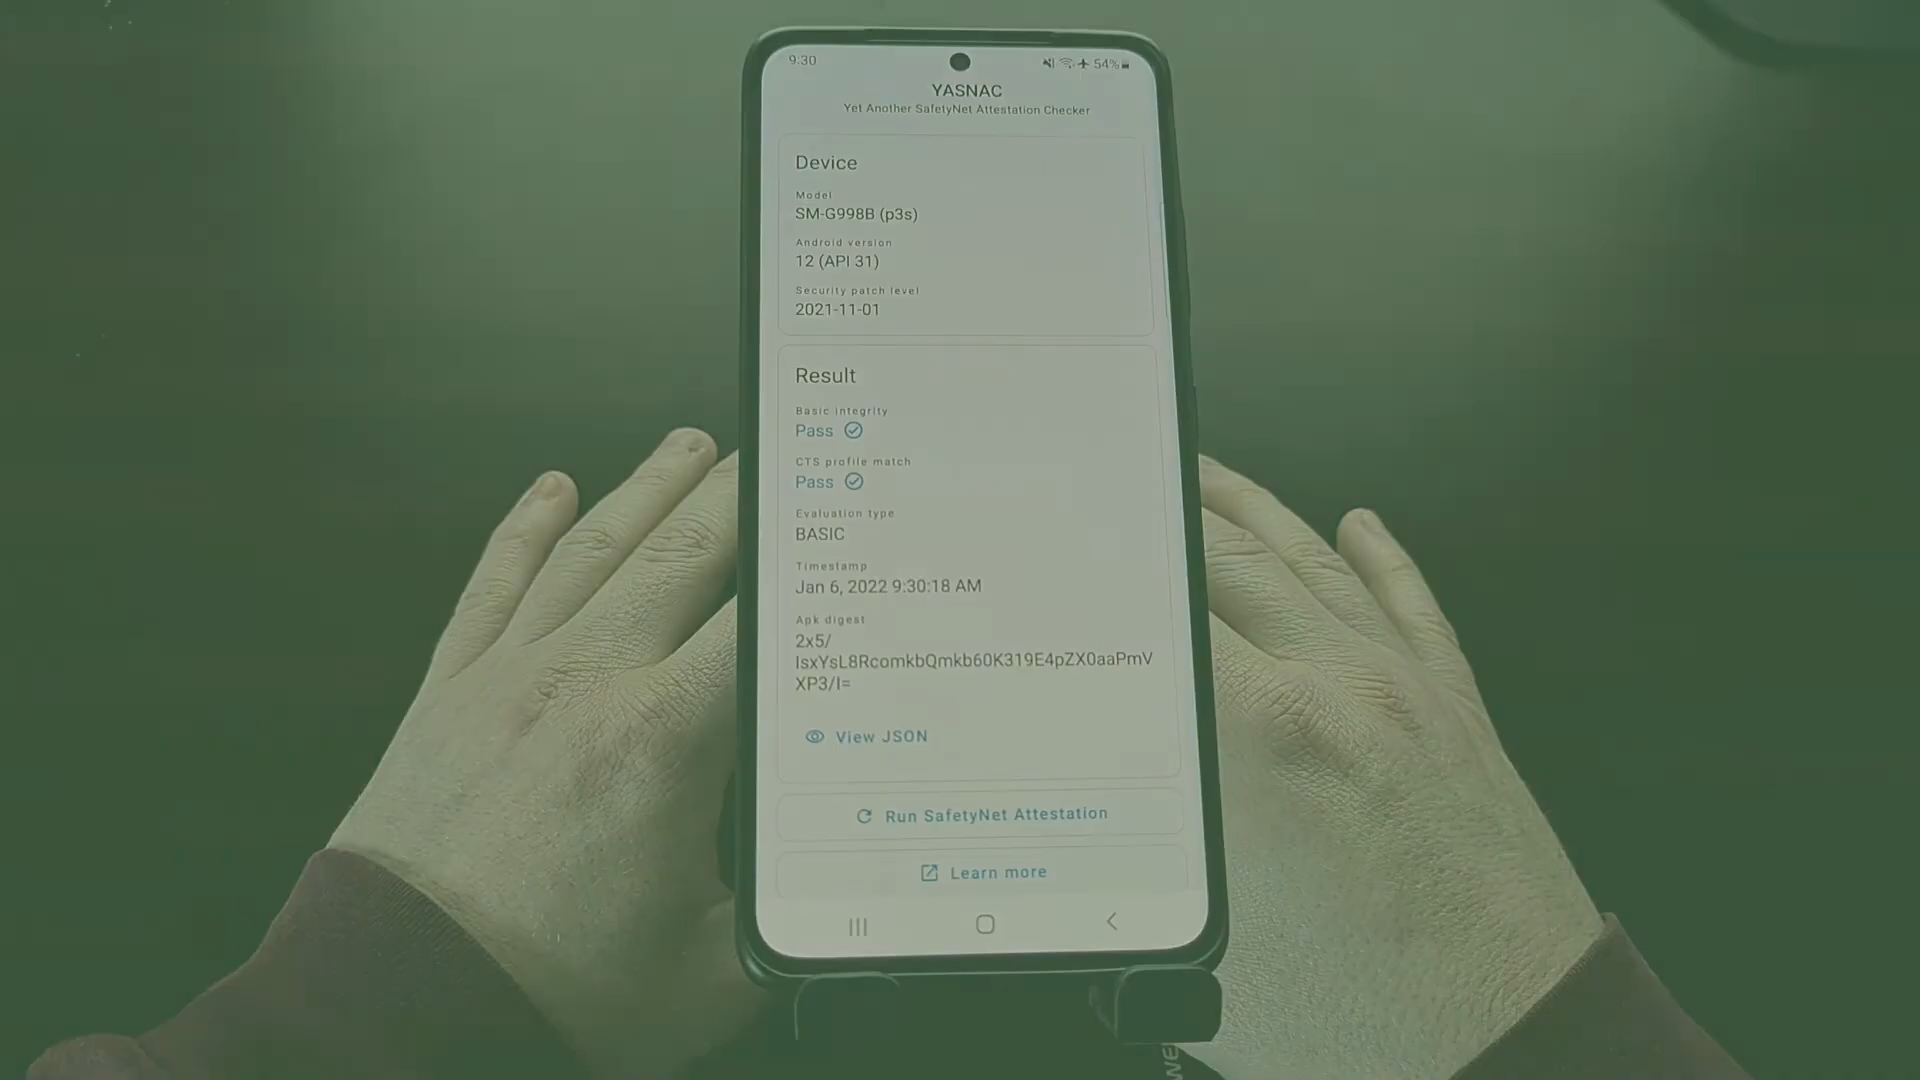 9:30
54%
YASNAC
Yet Another SafetyNet Attestation Checker
Device
Model
SM-G998B (p3s)
Android version
12 (API 31)
Security patch level
2021-11-01
Result
Basic integrity
Pass
CTS profile match
Pass
Evaluation type
BASIC
Timestamp
Jan 6, 2022 9:30:18 AM
Apk digest
2x5/
IsxYsL8RcomkbQmkb60K319E4pZX0aaPmV
XP3/I=
View JSON
Run SafetyNet Attestation
Learn more